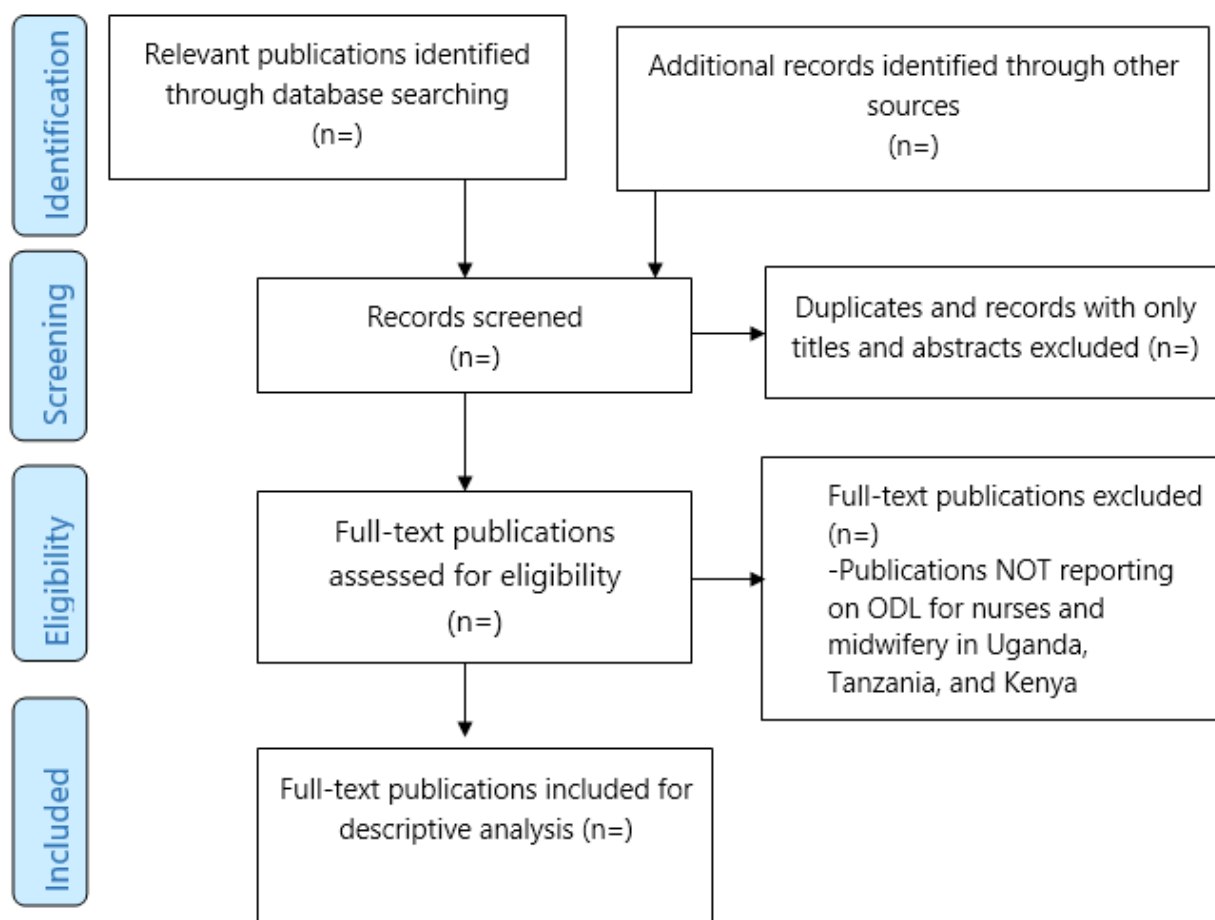 Identification
Relevant publications identified
through database searching
(n=)
Additional records identified through other
sources
(n=)
Screening
Records screened
(n=)
Duplicates and records with only
titles and abstracts excluded (n=)
Eligibility
Full-text publications
assessed for eligibility
(n=)
Full-text publications excluded
(n=)
-Publications NOT reporting
on ODL for nurses and
midwifery in Uganda,
Tanzania, and Kenya
Included
Full-text publications included for
descriptive analysis (n=)